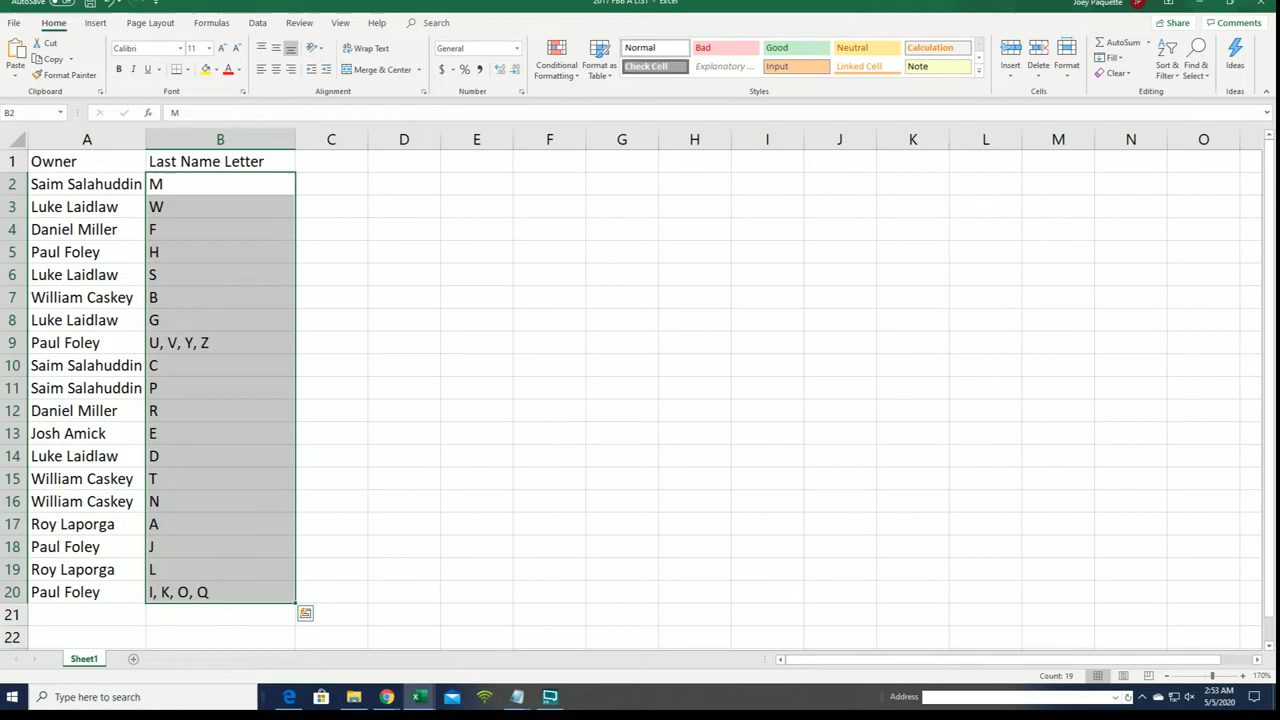 AutoSave Off 2017 FBB A LIST - Excel Joey Paquette JP
File Home Insert Page Layout Formulas Data Review View Help Search Share Comments
Paste Cut Copy Format Painter Clipboard
Calibri 11 B I U A A Font
Wrap Text Merge & Center Alignment
General $ % , Number
Conditional Formatting Format as Table
Normal Bad Good Neutral Calculation
Check Cell Explanatory ... Input Linked Cell Note
Styles
Insert Delete Format Cells
AutoSum Fill Clear Sort & Filter Find & Select Editing
Ideas Ideas
B2 fx M
A B C D E F G H I J K L M N O
1 Owner Last Name Letter
2 Saim Salahuddin M
3 Luke Laidlaw W
4 Daniel Miller F
5 Paul Foley H
6 Luke Laidlaw S
7 William Caskey B
8 Luke Laidlaw G
9 Paul Foley U, V, Y, Z
10 Saim Salahuddin C
11 Saim Salahuddin P
12 Daniel Miller R
13 Josh Amick E
14 Luke Laidlaw D
15 William Caskey T
16 William Caskey N
17 Roy Laporga A
18 Paul Foley J
19 Roy Laporga L
20 Paul Foley I, K, O, Q
21
22
Sheet1
Count: 19 170%
Type here to search Address 2:53 AM
5/5/2020